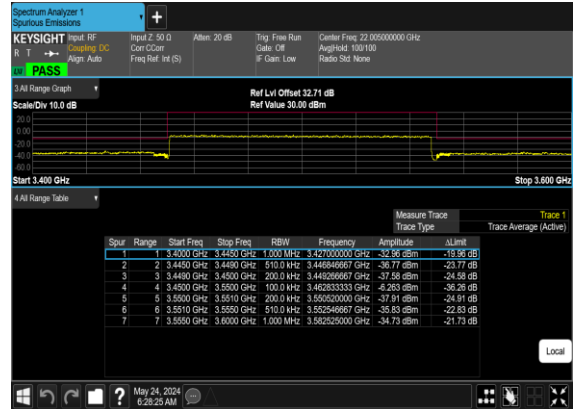 Spectrum Analyzer 1
Spurious Emissions
KEYSIGHT Input: RF Input Z: 50 Ω Atten: 20 dB Trig: Free Run Center Freq: 22.005000000 GHz
R T Coupling: DC Corr CCorr Gate: Off Avg|Hold: 100/100
Align: Auto Freq Ref: Int (S) IF Gain: Low Radio Std: None
PASS
3 All Range Graph
Ref Lvl Offset 32.71 dB
Scale/Div 10.0 dB Ref Value 30.00 dBm
20.0
0.00
-20.0
-40.0
-60.0
Start 3.400 GHz Stop 3.600 GHz
4 All Range Table
Measure Trace Trace 1
Trace Type Trace Average (Active)
Spur Range Start Freq Stop Freq RBW Frequency Amplitude ΔLimit
1 1 3.4000 GHz 3.4450 GHz 1.000 MHz 3.427000000 GHz -32.96 dBm -19.96 dB
2 2 3.4450 GHz 3.4490 GHz 510.0 kHz 3.446846667 GHz -36.77 dBm -23.77 dB
3 3 3.4490 GHz 3.4500 GHz 200.0 kHz 3.449266667 GHz -37.58 dBm -24.58 dB
4 4 3.4500 GHz 3.5500 GHz 100.0 kHz 3.462833333 GHz -6.263 dBm -36.26 dB
5 5 3.5500 GHz 3.5510 GHz 200.0 kHz 3.550520000 GHz -37.91 dBm -24.91 dB
6 6 3.5510 GHz 3.5550 GHz 510.0 kHz 3.552546667 GHz -35.83 dBm -22.83 dB
7 7 3.5550 GHz 3.6000 GHz 1.000 MHz 3.582525000 GHz -34.73 dBm -21.73 dB
Local
?
May 24, 2024
6:28:25 AM